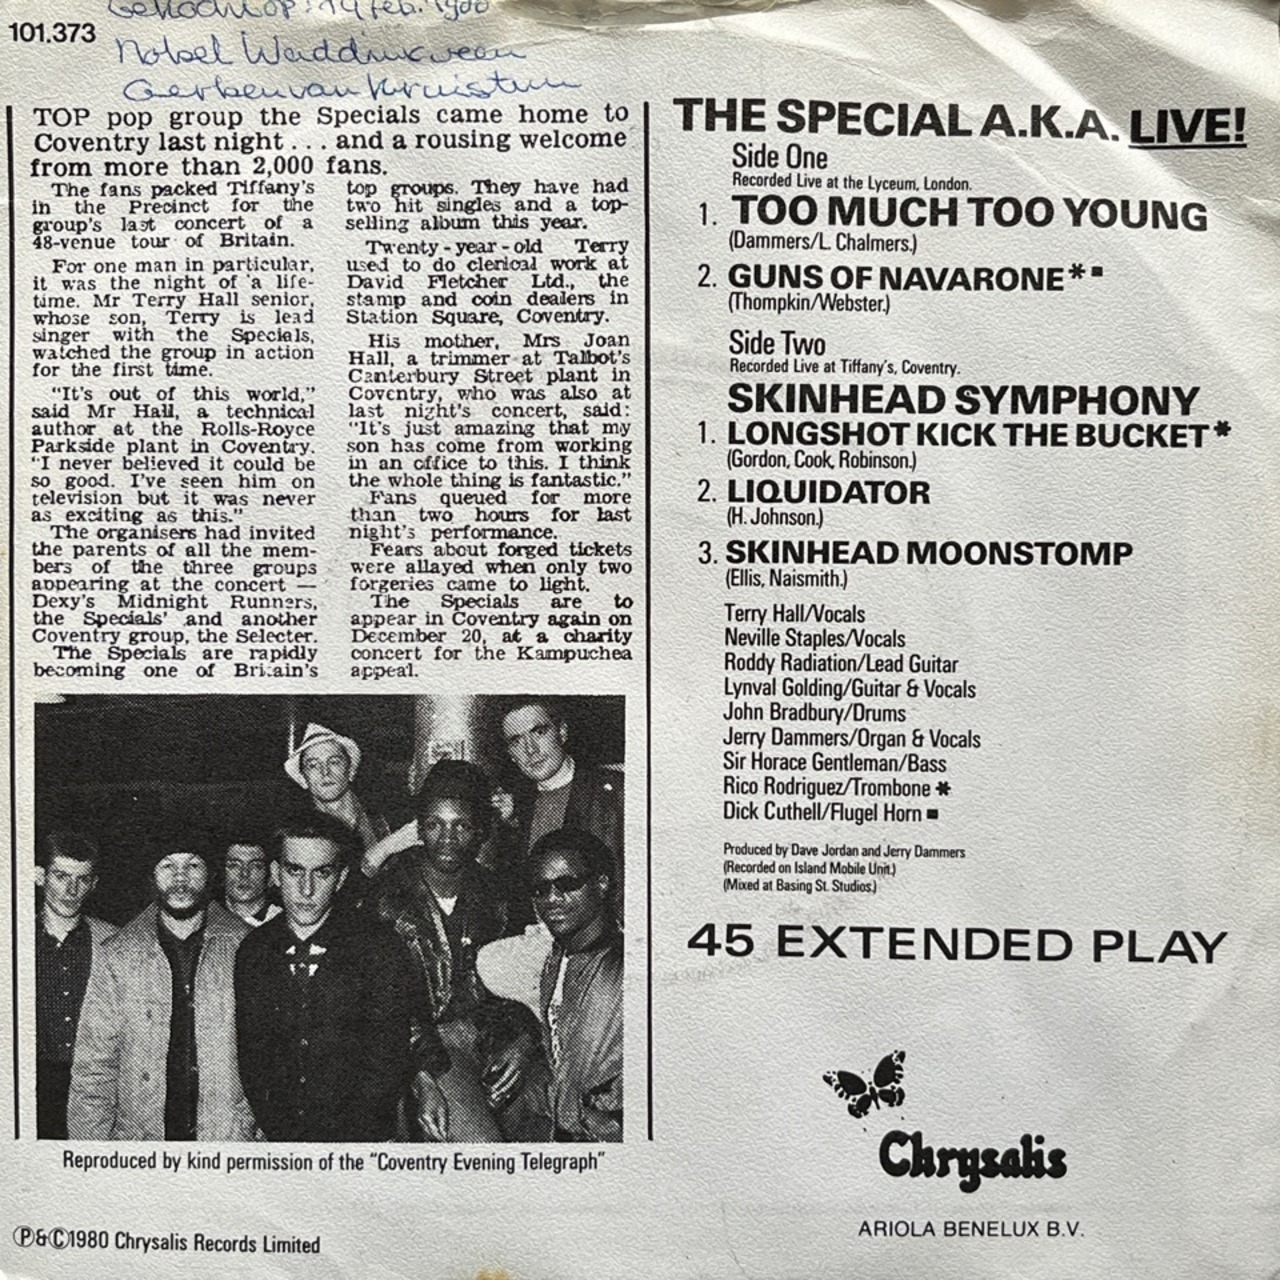 101.373
feb.
Nobel Waddinxveen
Gerben van Kruistum
TOP pop group the Specials came home to
Coventry last night . . . and a rousing welcome
from more than 2,000 fans.
The fans packed Tiffany's
in the Precinct for the
group's last concert of a
48-venue tour of Britain.
For one man in particular,
it was the night of a life-
time. Mr Terry Hall senior,
whose son, Terry is lead
singer with the Specials,
watched the group in action
for the first time.
"It's out of this world,"
said Mr Hall, a technical
author at the Rolls-Royce
Parkside plant in Coventry.
"I never believed it could be
so good. I've seen him on
television but it was never
as exciting as this."
The organisers had invited
the parents of all the mem-
bers of the three groups
appearing at the concert —
Dexy's Midnight Runners,
the Specials' and another
Coventry group, the Selecter.
The Specials are rapidly
becoming one of Britain's
top groups. They have had
two hit singles and a top-
selling album this year.
Twenty-year-old Terry
used to do clerical work at
David Fletcher Ltd., the
stamp and coin dealers in
Station Square, Coventry.
His mother, Mrs Joan
Hall, a trimmer at Talbot's
Canterbury Street plant in
Coventry, who was also at
last night's concert, said:
"It's just amazing that my
son has come from working
in an office to this. I think
the whole thing is fantastic."
Fans queued for more
than two hours for last
night's performance.
Fears about forged tickets
were allayed when only two
forgeries came to light.
The Specials are to
appear in Coventry again on
December 20, at a charity
concert for the Kampuchea
appeal.
Reproduced by kind permission of the "Coventry Evening Telegraph"
Ⓟ&©1980 Chrysalis Records Limited
THE SPECIAL A.K.A. LIVE!
Side One
Recorded Live at the Lyceum, London.
1. TOO MUCH TOO YOUNG
(Dammers/L. Chalmers.)
2. GUNS OF NAVARONE*■
(Thompkin/Webster.)
Side Two
Recorded Live at Tiffany's, Coventry.
SKINHEAD SYMPHONY
1. LONGSHOT KICK THE BUCKET*
(Gordon, Cook, Robinson.)
2. LIQUIDATOR
(H. Johnson.)
3. SKINHEAD MOONSTOMP
(Ellis, Naismith.)
Terry Hall/Vocals
Neville Staples/Vocals
Roddy Radiation/Lead Guitar
Lynval Golding/Guitar & Vocals
John Bradbury/Drums
Jerry Dammers/Organ & Vocals
Sir Horace Gentleman/Bass
Rico Rodriguez/Trombone *
Dick Cuthell/Flugel Horn ■
Produced by Dave Jordan and Jerry Dammers
(Recorded on Island Mobile Unit.)
(Mixed at Basing St. Studios.)
45 EXTENDED PLAY
Chrysalis
ARIOLA BENELUX B.V.